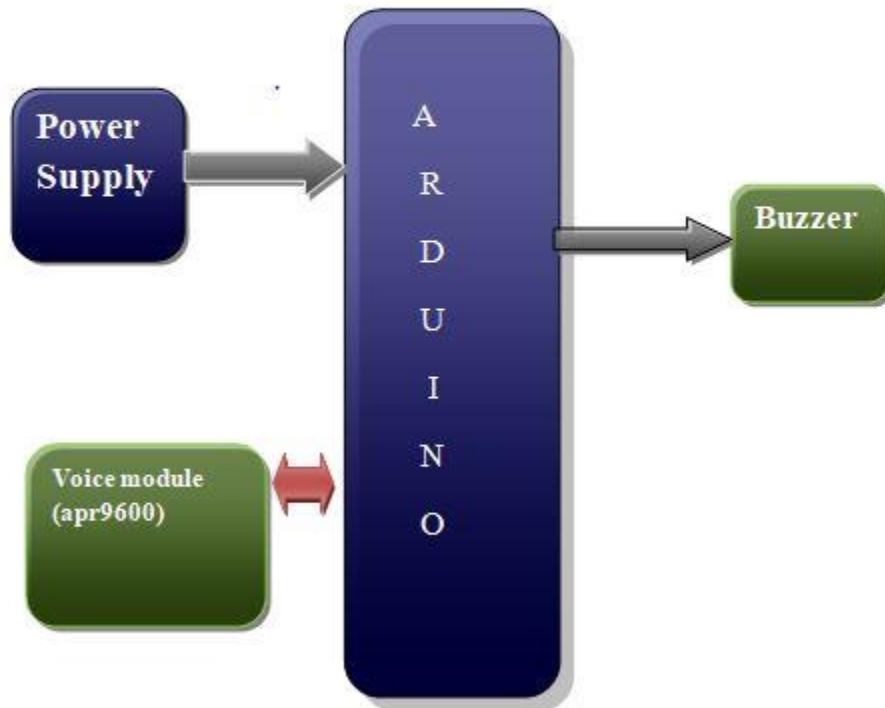 Power
Supply
A
R
D
U
I
N
O
Buzzer
Voice module
(apr9600)